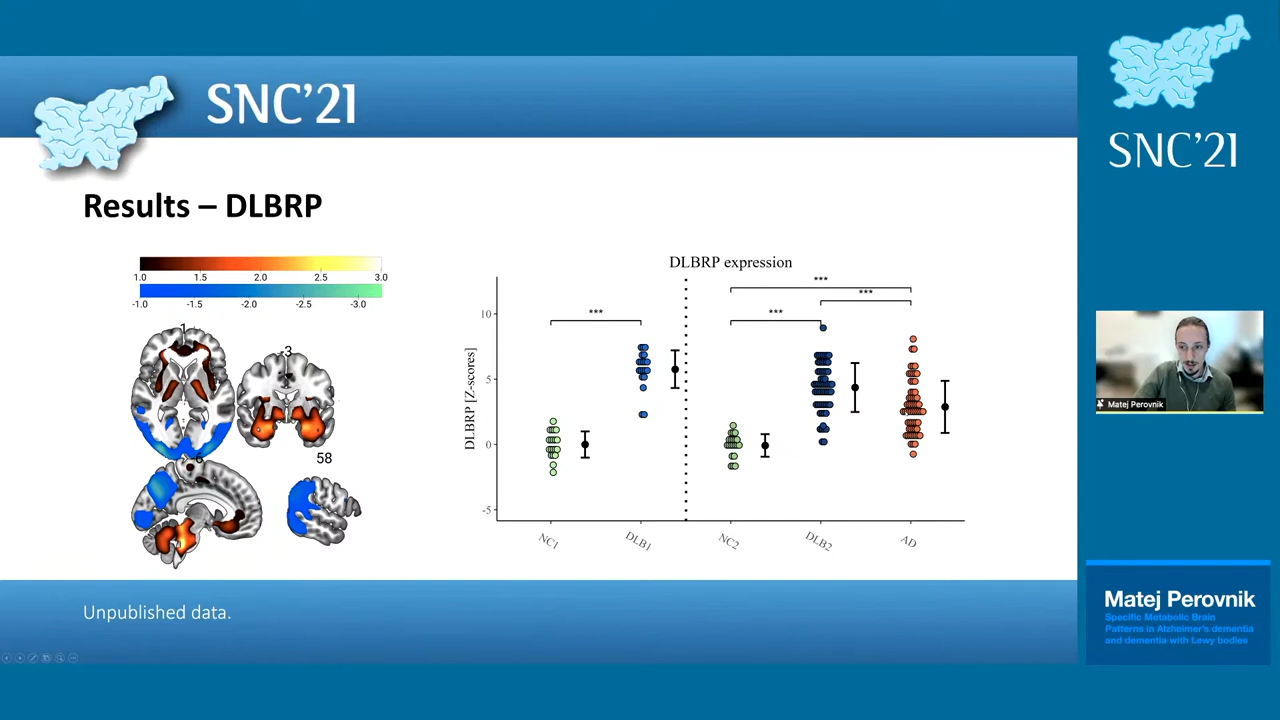 SNC'21
SNC'21
Results – DLBRP
1.0 1.5 2.0 2.5 3.0
-1.0 -1.5 -2.0 -2.5 -3.0
1
-3
6
58
DLBRP expression
***
***
***
***
10
5
0
-5
DLBRP [Z-scores]
NC1 DLB1 NC2 DLB2 AD
Matej Perovnik
Unpublished data.
Matej Perovnik
Specific Metabolic Brain
Patterns in Alzheimer's dementia
and dementia with Lewy bodies